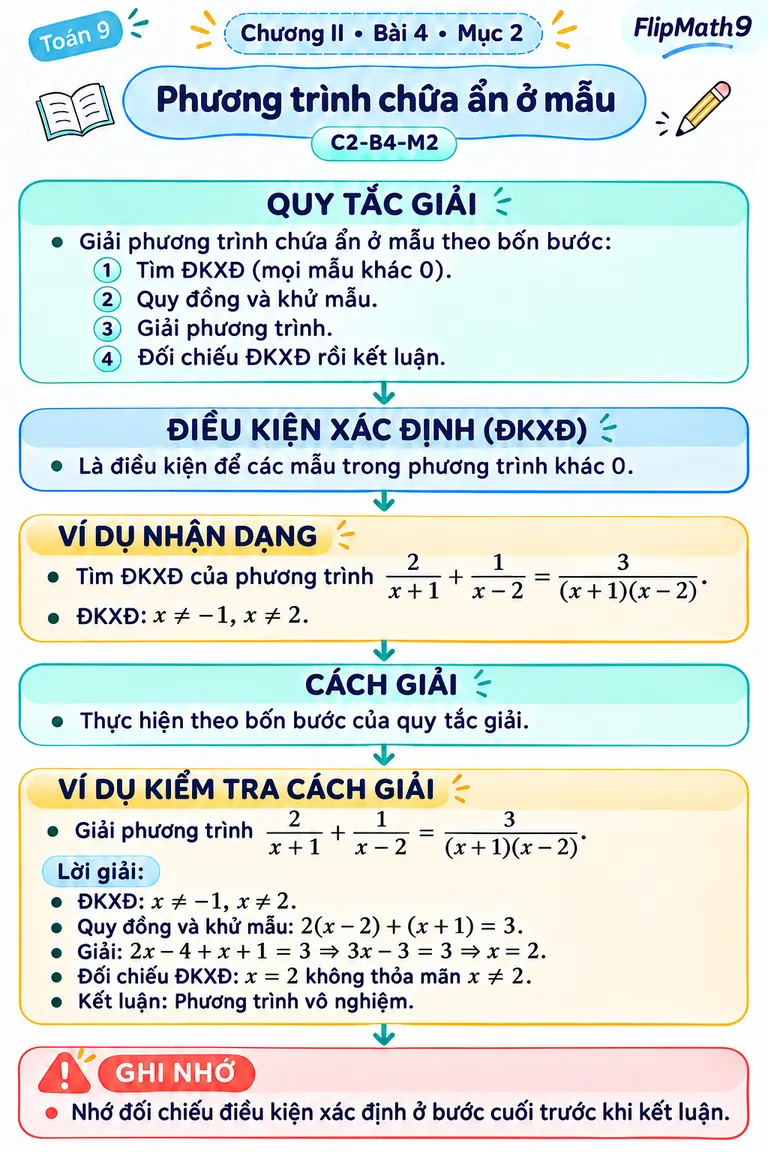 Toán 9
Chương II • Bài 4 • Mục 2
FlipMath9
Phương trình chứa ẩn ở mẫu
C2-B4-M2
QUY TẮC GIẢI
• Giải phương trình chứa ẩn ở mẫu theo bốn bước:
1 Tìm ĐKXĐ (mọi mẫu khác 0).
2 Quy đồng và khử mẫu.
3 Giải phương trình.
4 Đối chiếu ĐKXĐ rồi kết luận.
ĐIỀU KIỆN XÁC ĐỊNH (ĐKXĐ)
• Là điều kiện để các mẫu trong phương trình khác 0.
VÍ DỤ NHẬN DẠNG
• Tìm ĐKXĐ của phương trình 2/(x+1) + 1/(x−2) = 3/((x+1)(x−2)).
• ĐKXĐ: x ≠ −1, x ≠ 2.
CÁCH GIẢI
• Thực hiện theo bốn bước của quy tắc giải.
VÍ DỤ KIỂM TRA CÁCH GIẢI
• Giải phương trình 2/(x+1) + 1/(x−2) = 3/((x+1)(x−2)).
Lời giải:
• ĐKXĐ: x ≠ −1, x ≠ 2.
• Quy đồng và khử mẫu: 2(x − 2) + (x + 1) = 3.
• Giải: 2x − 4 + x + 1 = 3 ⇒ 3x − 3 = 3 ⇒ x = 2.
• Đối chiếu ĐKXĐ: x = 2 không thỏa mãn x ≠ 2.
• Kết luận: Phương trình vô nghiệm.
GHI NHỚ
• Nhớ đối chiếu điều kiện xác định ở bước cuối trước khi kết luận.